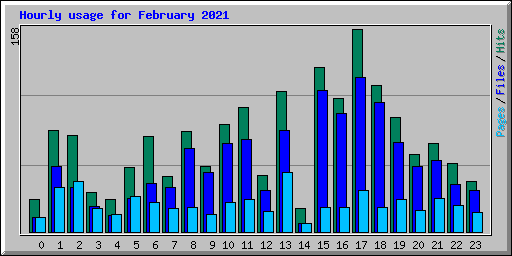 Hourly usage for February 2021
158
Pages / Files / Hits
0 1 2 3 4 5 6 7 8 9 10 11 12 13 14 15 16 17 18 19 20 21 22 23